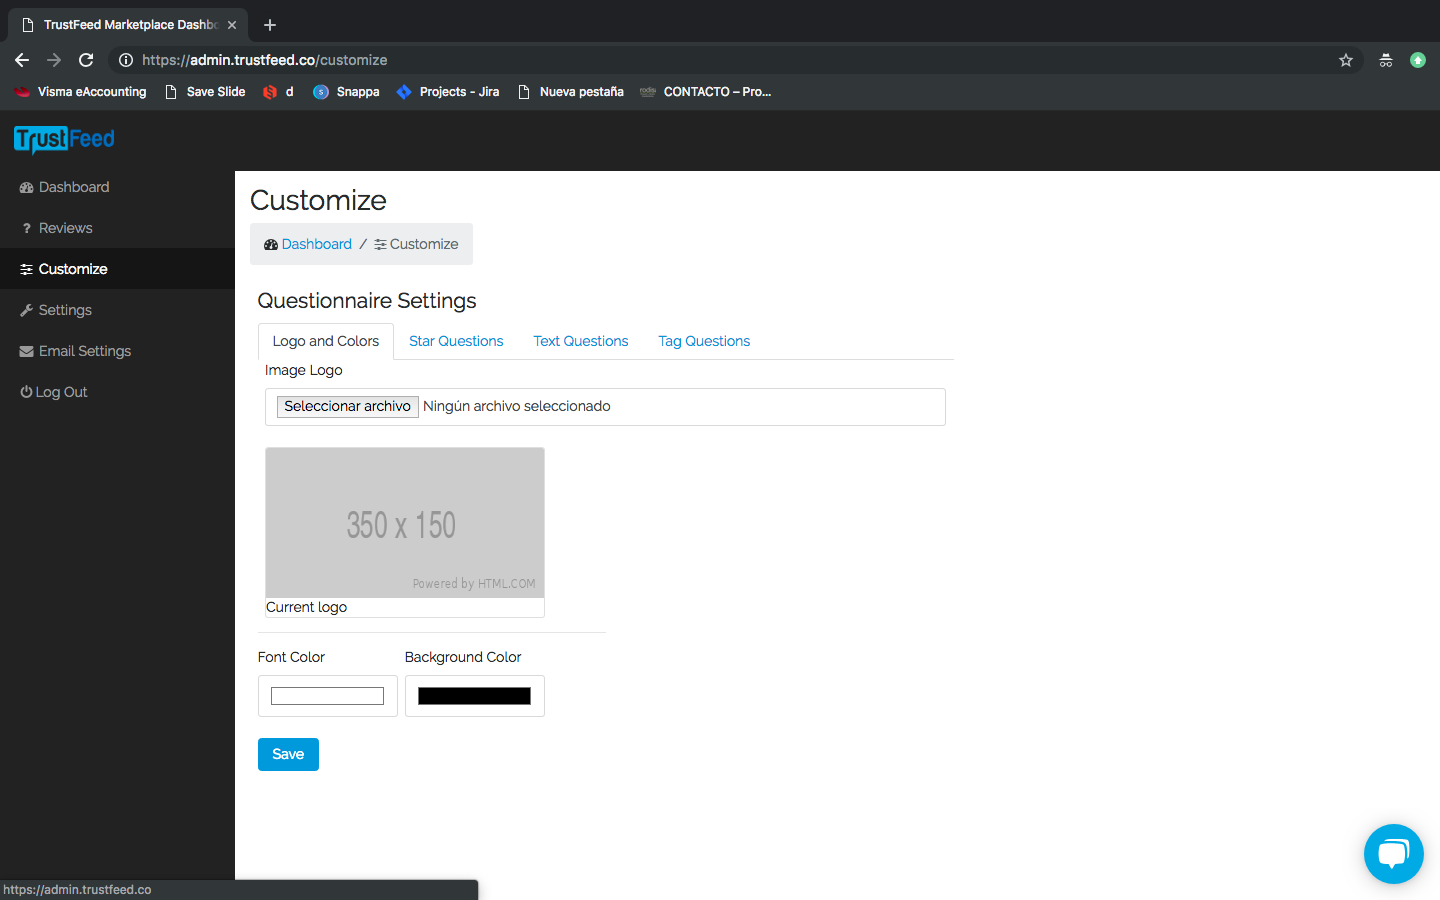 TrustFeed Marketplace Dashb
https://admin.trustfeed.co/customize
Visma eAccounting
Save Slide
d
Snappa
Projects - Jira
Nueva pestaña
CONTACTO – Pro...
TrustFeed
Dashboard
? Reviews
Customize
Settings
Email Settings
Log Out
Customize
Dashboard / Customize
Questionnaire Settings
Logo and Colors
Star Questions
Text Questions
Tag Questions
Image Logo
Seleccionar archivo Ningún archivo seleccionado
350 x 150
Powered by HTML.COM
Current logo
Font Color
Background Color
Save
https://admin.trustfeed.co